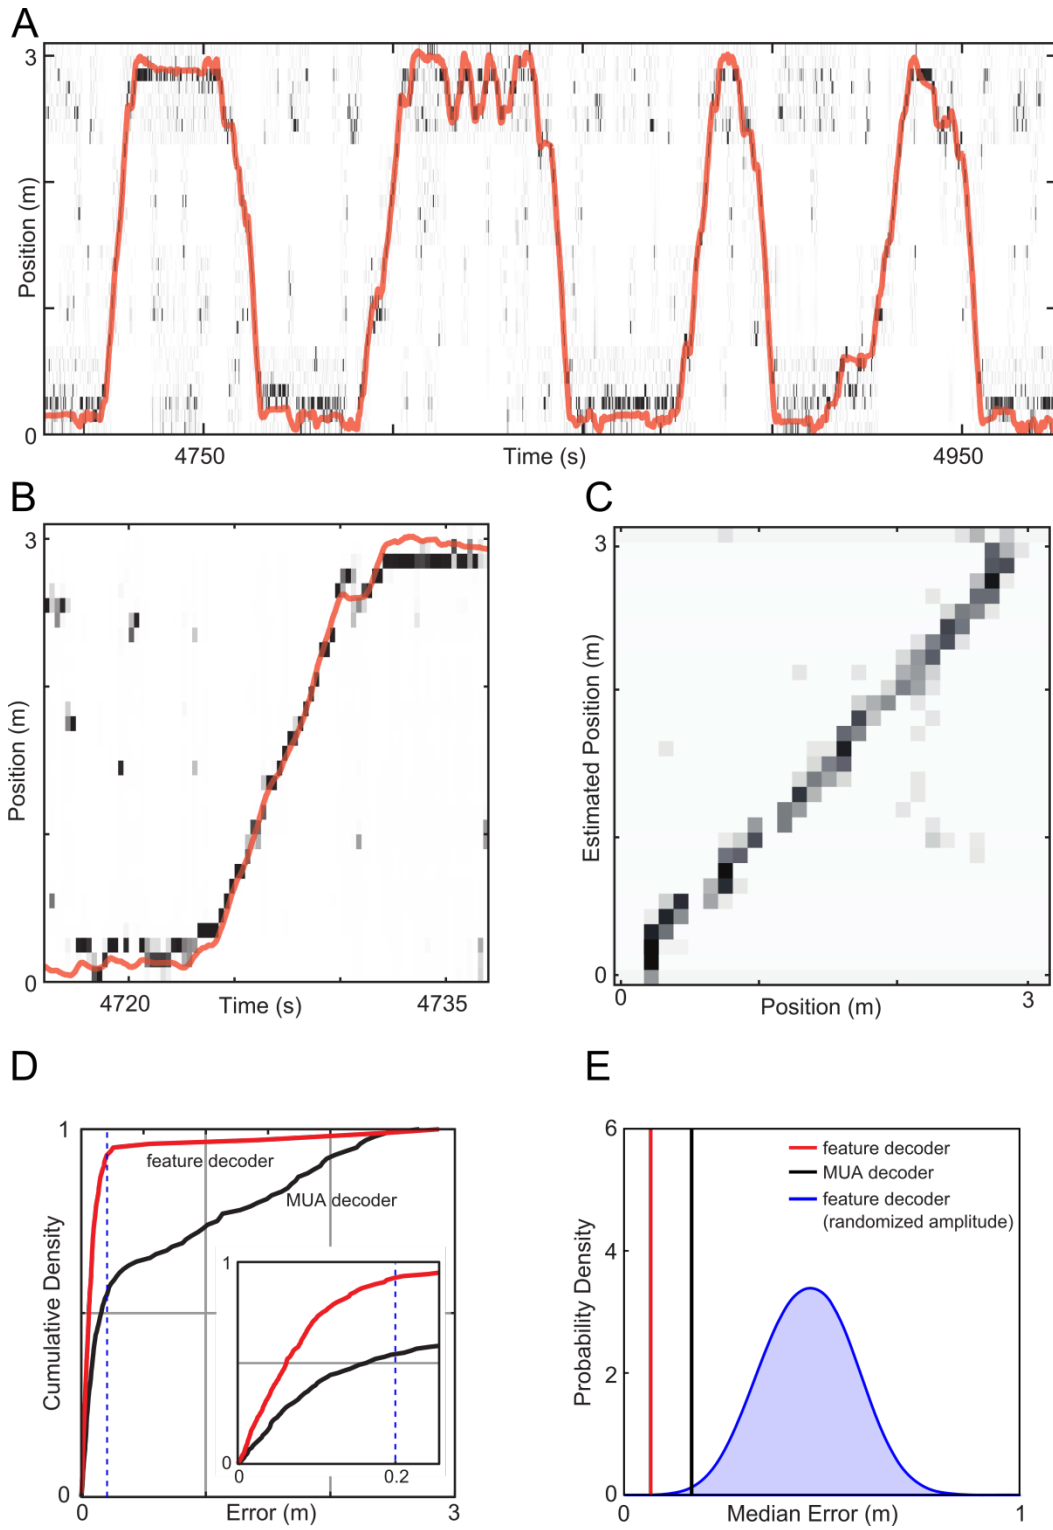 A
3
Position (m)
0
4750
Time (s)
4950
B
3
Position (m)
0
4720
Time (s)
4735
C
3
Estimated Position (m)
0
0
Position (m)
3
D
1
feature decoder
MUA decoder
Cumulative Density
1
0
0
0.2
0
0
Error (m)
3
E
6
feature decoder
MUA decoder
feature decoder
(randomized amplitude)
4
Probability Density
2
0
0
Median Error (m)
1